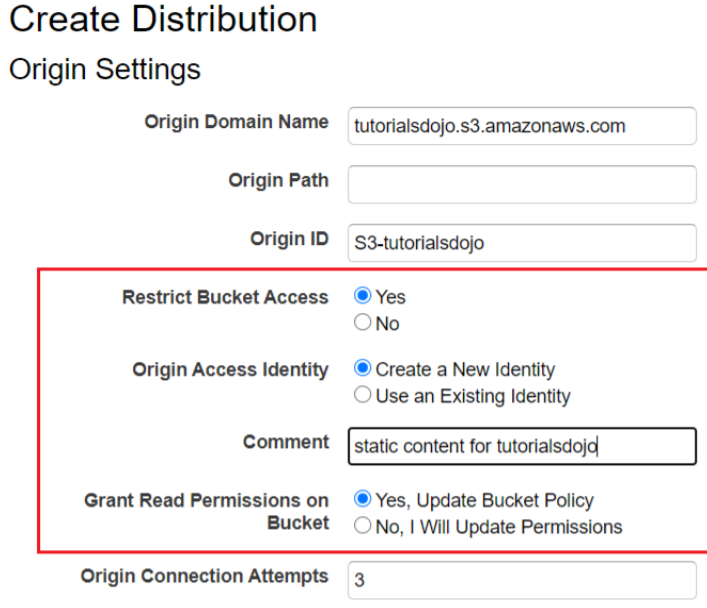 Create Distribution
Origin Settings
Origin Domain Name tutorialsdojo.s3.amazonaws.com
Origin Path
Origin ID S3-tutorialsdojo
Restrict Bucket Access Yes
No
Origin Access Identity Create a New Identity
Use an Existing Identity
Comment static content for tutorialsdojo
Grant Read Permissions on Yes, Update Bucket Policy
Bucket No, I Will Update Permissions
Origin Connection Attempts 3